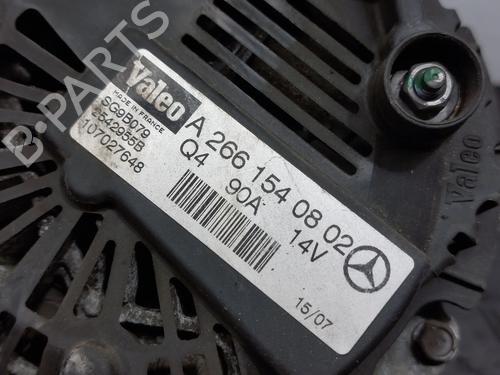 B-PARTS
Valeo
MADE IN FRANCE
SG9B079
2542955B
107027648
A 266 154 08 02
Q4 90A 14V
15/07
Valeo